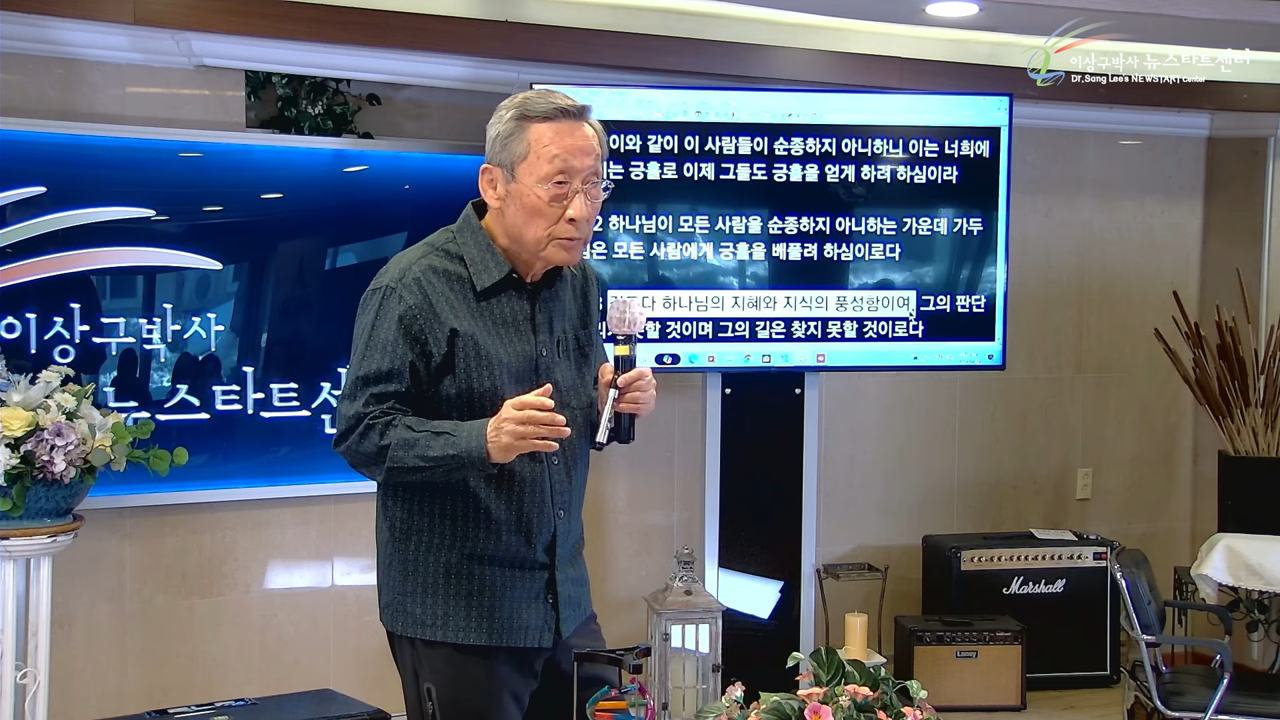 이상구박사 뉴스타트센터
Dr.Sang Lee's NEWSTART Center
이와 같이 이 사람들이 순종하지 아니하니 이는 너희에
긍휼로 이제 그들도 긍휼을 얻게 하려 하심이라
2 하나님이 모든 사람을 순종하지 아니하는 가운데 가두
모든 사람에게 긍휼을 베풀려 하심이로다
하나님의 지혜와 지식의 풍성함이여, 그의 판단
못할 것이며 그의 길은 찾지 못할 것이로다
이상구박사
뉴스타트센
Marshall
Laney